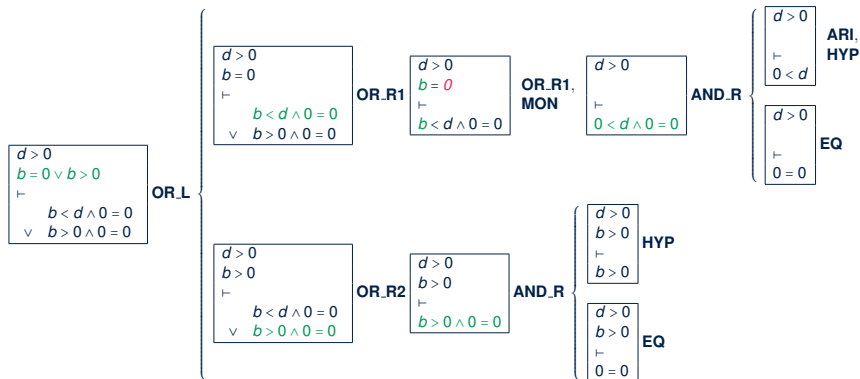 d > 0
b = 0 ∨ b > 0
⊢
b < d ∧ 0 = 0
∨ b > 0 ∧ 0 = 0
OR_L
d > 0
b = 0
⊢
b < d ∧ 0 = 0
∨ b > 0 ∧ 0 = 0
OR_R1
d > 0
b = 0
⊢
b < d ∧ 0 = 0
OR_R1,
MON
d > 0
⊢
0 < d ∧ 0 = 0
AND_R
d > 0
⊢
0 < d
ARI,
HYP
d > 0
⊢
0 = 0
EQ
d > 0
b > 0
⊢
b < d ∧ 0 = 0
∨ b > 0 ∧ 0 = 0
OR_R2
d > 0
b > 0
⊢
b > 0 ∧ 0 = 0
AND_R
d > 0
b > 0
⊢
b > 0
HYP
d > 0
b > 0
⊢
0 = 0
EQ